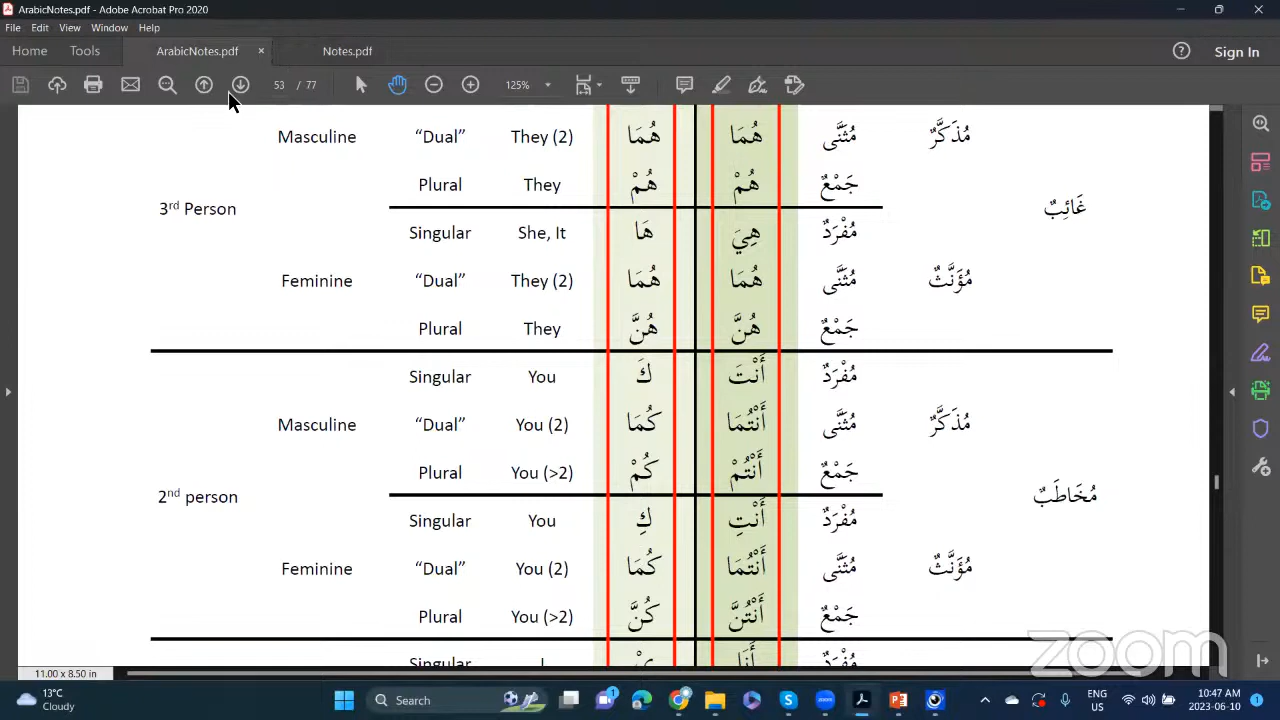 ArabicNotes.pdf - Adobe Acrobat Pro 2020
File Edit View Window Help
Home Tools ArabicNotes.pdf × Notes.pdf Sign In
53 / 77 125%
Masculine “Dual” They (2) هُمَا هُمَا مُثَنَّى مُذَكَّرٌ
Plural They هُمْ هُمْ جَمْعٌ
3rd Person غَائِبٌ
Singular She, It هَا هِيَ مُفْرَدٌ
Feminine “Dual” They (2) هُمَا هُمَا مُثَنَّى مُؤَنَّثٌ
Plural They هُنَّ هُنَّ جَمْعٌ
Singular You كَ أَنْتَ مُفْرَدٌ
Masculine “Dual” You (2) كُمَا أَنْتُمَا مُثَنَّى مُذَكَّرٌ
Plural You (>2) كُمْ أَنْتُمْ جَمْعٌ
2nd person مُخَاطَبٌ
Singular You كِ أَنْتِ مُفْرَدٌ
Feminine “Dual” You (2) كُمَا أَنْتُمَا مُثَنَّى مُؤَنَّثٌ
Plural You (>2) كُنَّ أَنْتُنَّ جَمْعٌ
Singular I يْ أَنَا مُفْرَدٌ
zoom
11.00 x 8.50 in
13°C
Cloudy
Search
ENG
US
10:47 AM
2023-06-10